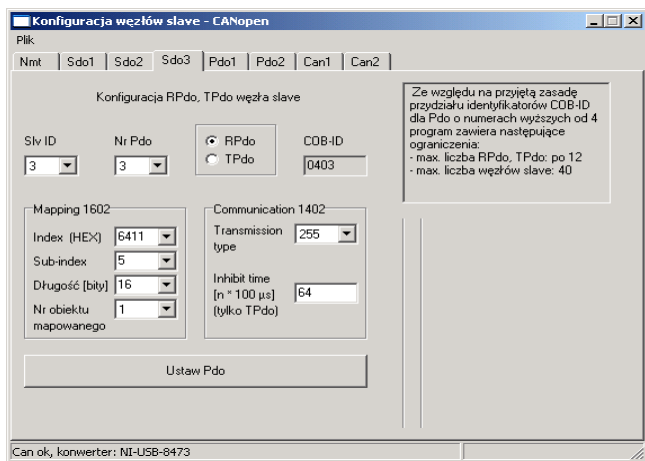 Konfiguracja węzłów slave - CANopen
Plik
Nmt Sdo1 Sdo2 Sdo3 Pdo1 Pdo2 Can1 Can2
Konfiguracja RPdo, TPdo węzła slave
Slv ID Nr Pdo RPdo COB-ID
3 3 TPdo 0403
Mapping 1602
Index (HEX) 6411
Sub-index 5
Długość [bity] 16
Nr obiektu 1
mapowanego
Communication 1402
Transmission 255
type
Inhibit time
[n * 100 µs] 64
(tylko TPdo)
Ustaw Pdo
Ze względu na przyjętą zasadę
przydziału identyfikatorów COB-ID
dla Pdo o numerach wyższych od 4
program zawiera następujące
ograniczenia:
- max. liczba RPdo, TPdo: po 12
- max. liczba węzłów slave: 40
Can ok, konwerter: NI-USB-8473